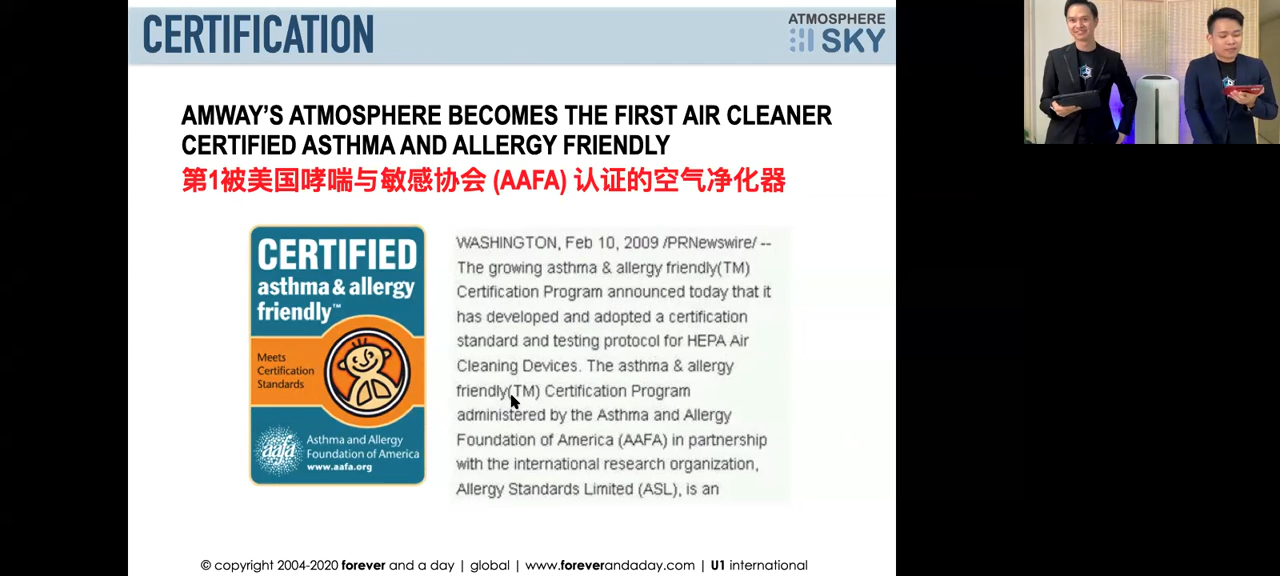 CERTIFICATION
ATMOSPHERE
SKY
AMWAY'S ATMOSPHERE BECOMES THE FIRST AIR CLEANER
CERTIFIED ASTHMA AND ALLERGY FRIENDLY
第1被美国哮喘与敏感协会 (AAFA) 认证的空气净化器
CERTIFIED
asthma & allergy
friendly™
Meets
Certification
Standards
aafa
Asthma and Allergy
Foundation of America
www.aafa.org
WASHINGTON, Feb 10, 2009 /PRNewswire/ --
The growing asthma & allergy friendly(TM)
Certification Program announced today that it
has developed and adopted a certification
standard and testing protocol for HEPA Air
Cleaning Devices. The asthma & allergy
friendly(TM) Certification Program
administered by the Asthma and Allergy
Foundation of America (AAFA) in partnership
with the international research organization,
Allergy Standards Limited (ASL), is an
© copyright 2004-2020 forever and a day | global | www.foreverandaday.com | U1 international